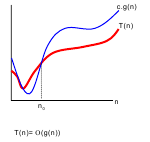 c.g(n)
T(n)
n₀
n
T(n)= O(g(n))